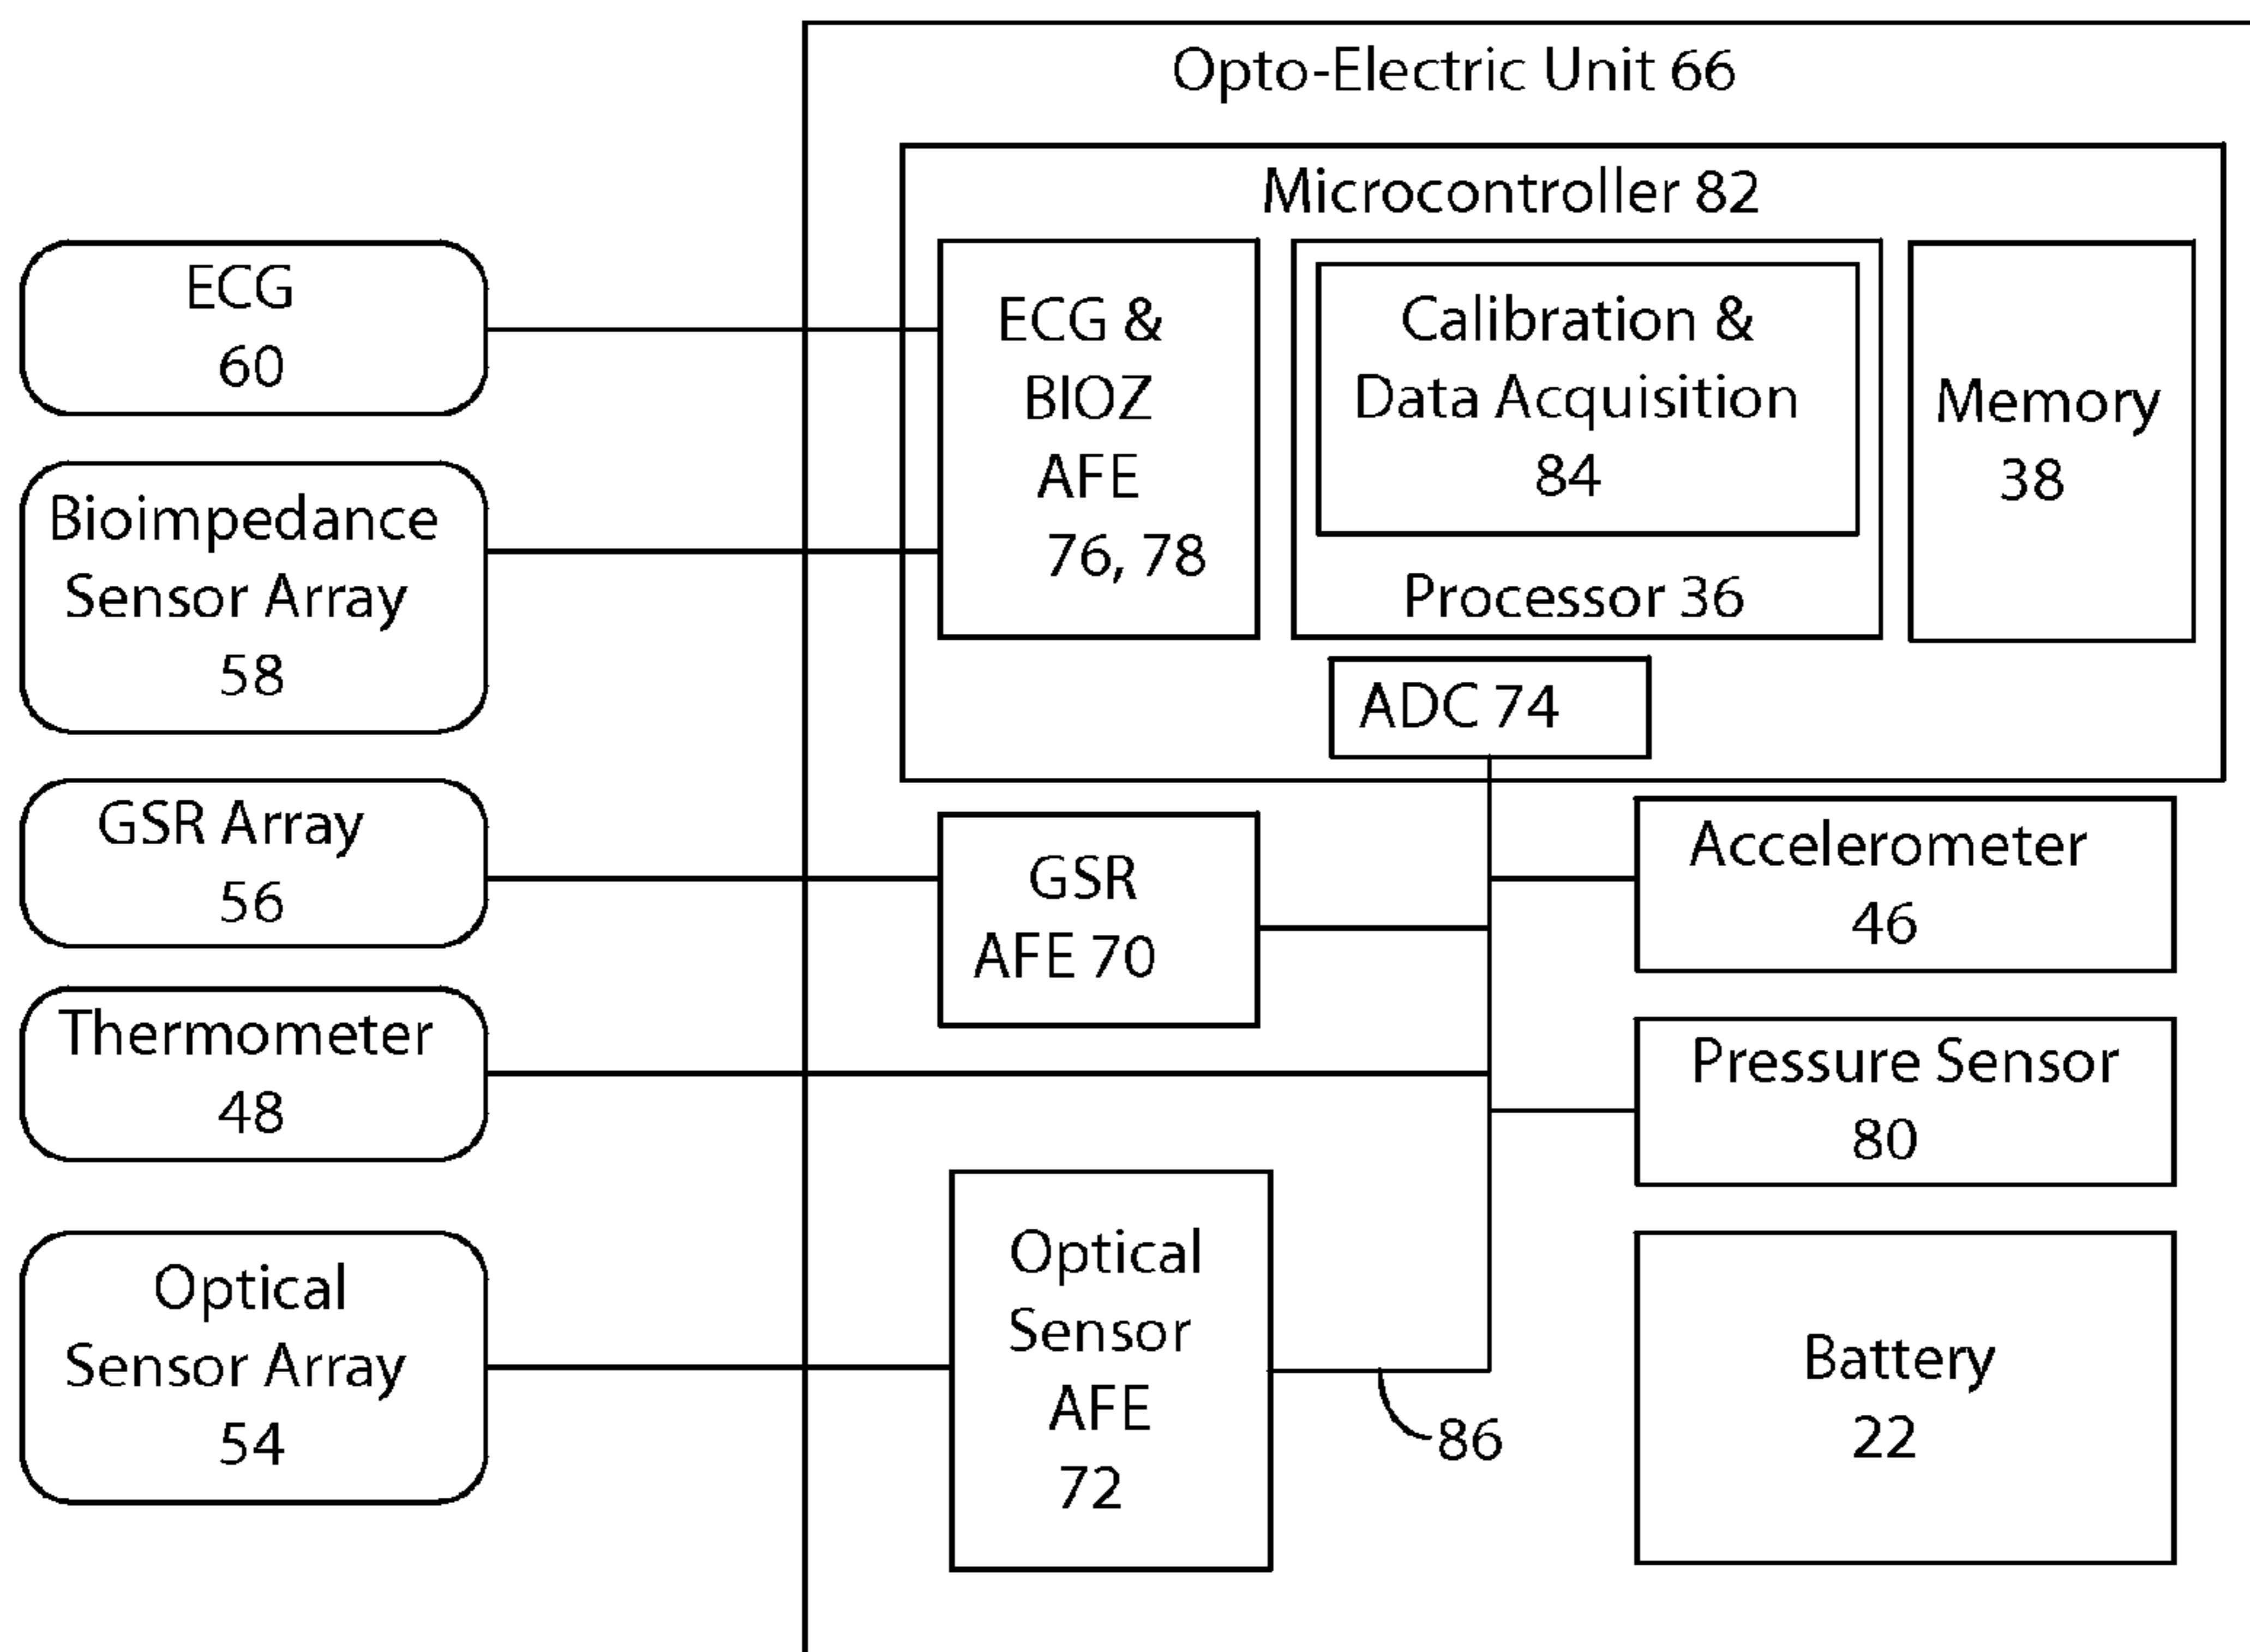 Opto-Electric Unit 66
Microcontroller 82
ECG
60
Bioimpedance
Sensor Array
58
GSR Array
56
Thermometer
48
Optical
Sensor Array
54
ECG &
BIOZ
AFE
76, 78
Calibration &
Data Acquisition
84
Processor 36
Memory
38
ADC 74
GSR
AFE 70
Optical
Sensor
AFE
72
86
Accelerometer
46
Pressure Sensor
80
Battery
22